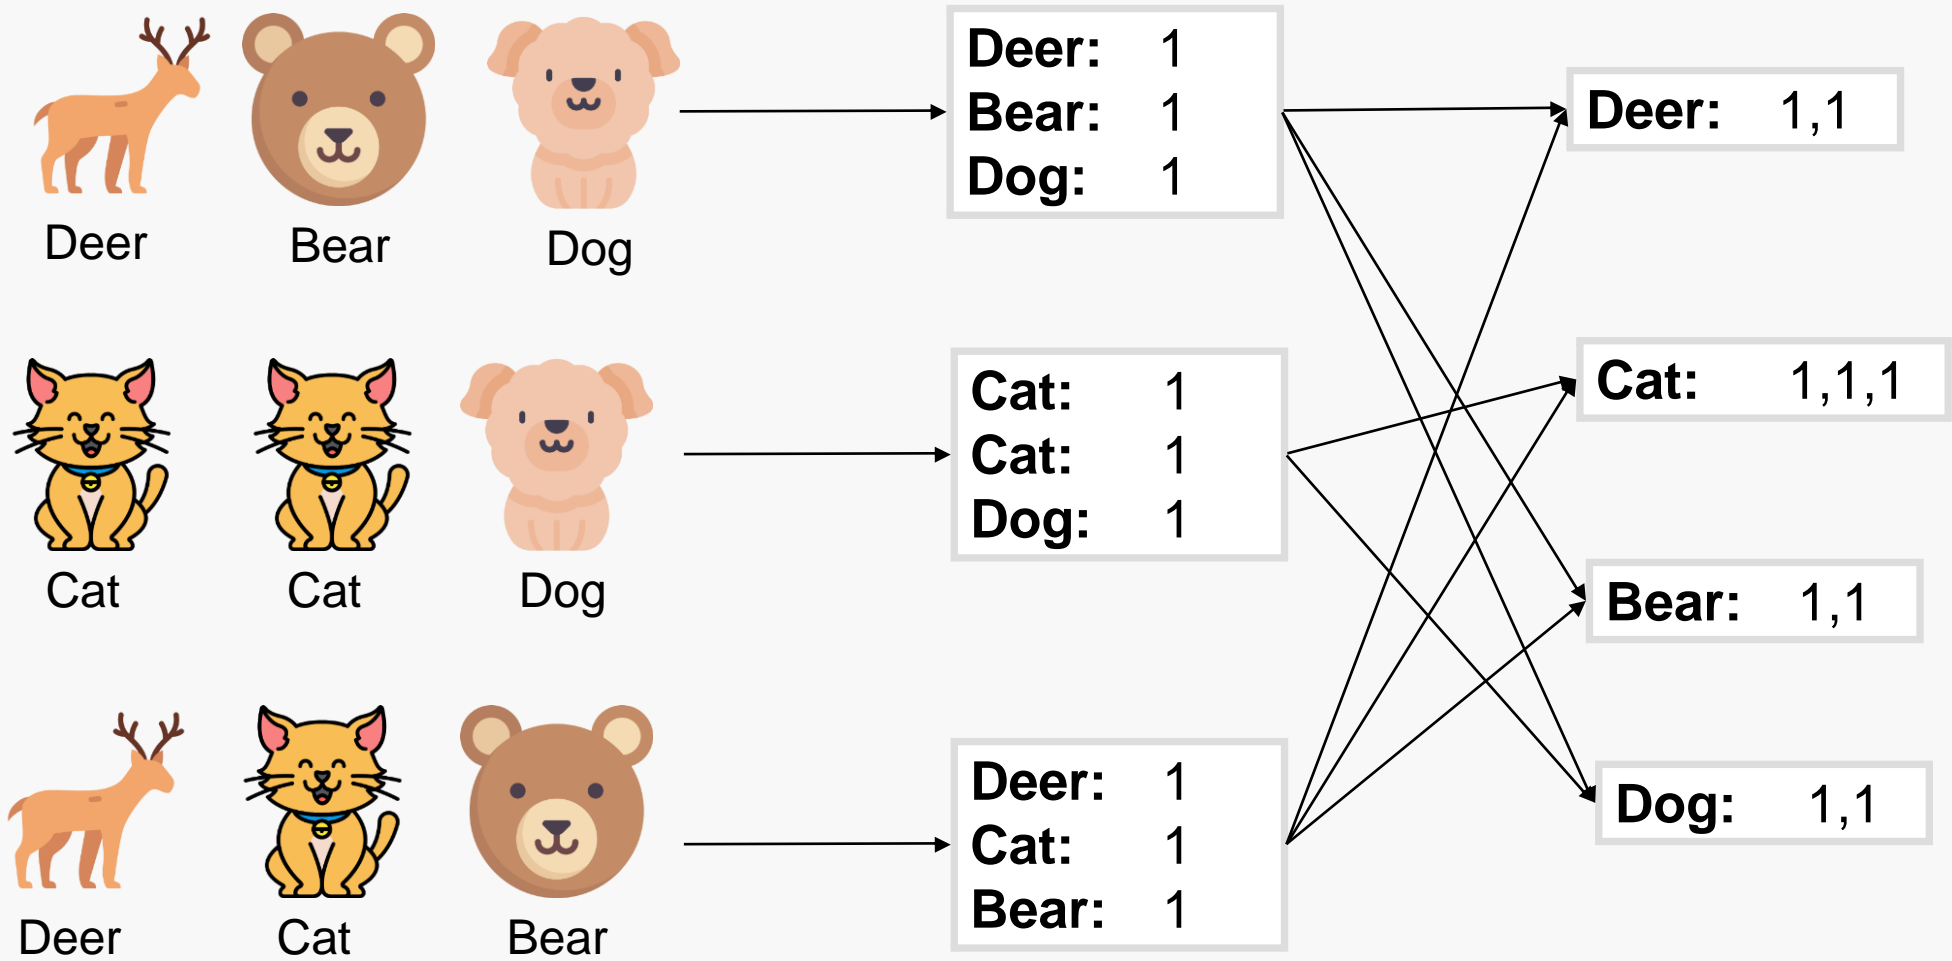 Deer Bear Dog
Deer: 1
Bear: 1
Dog: 1
Cat Cat Dog
Cat: 1
Cat: 1
Dog: 1
Deer Cat Bear
Deer: 1
Cat: 1
Bear: 1
Deer: 1,1
Cat: 1,1,1
Bear: 1,1
Dog: 1,1